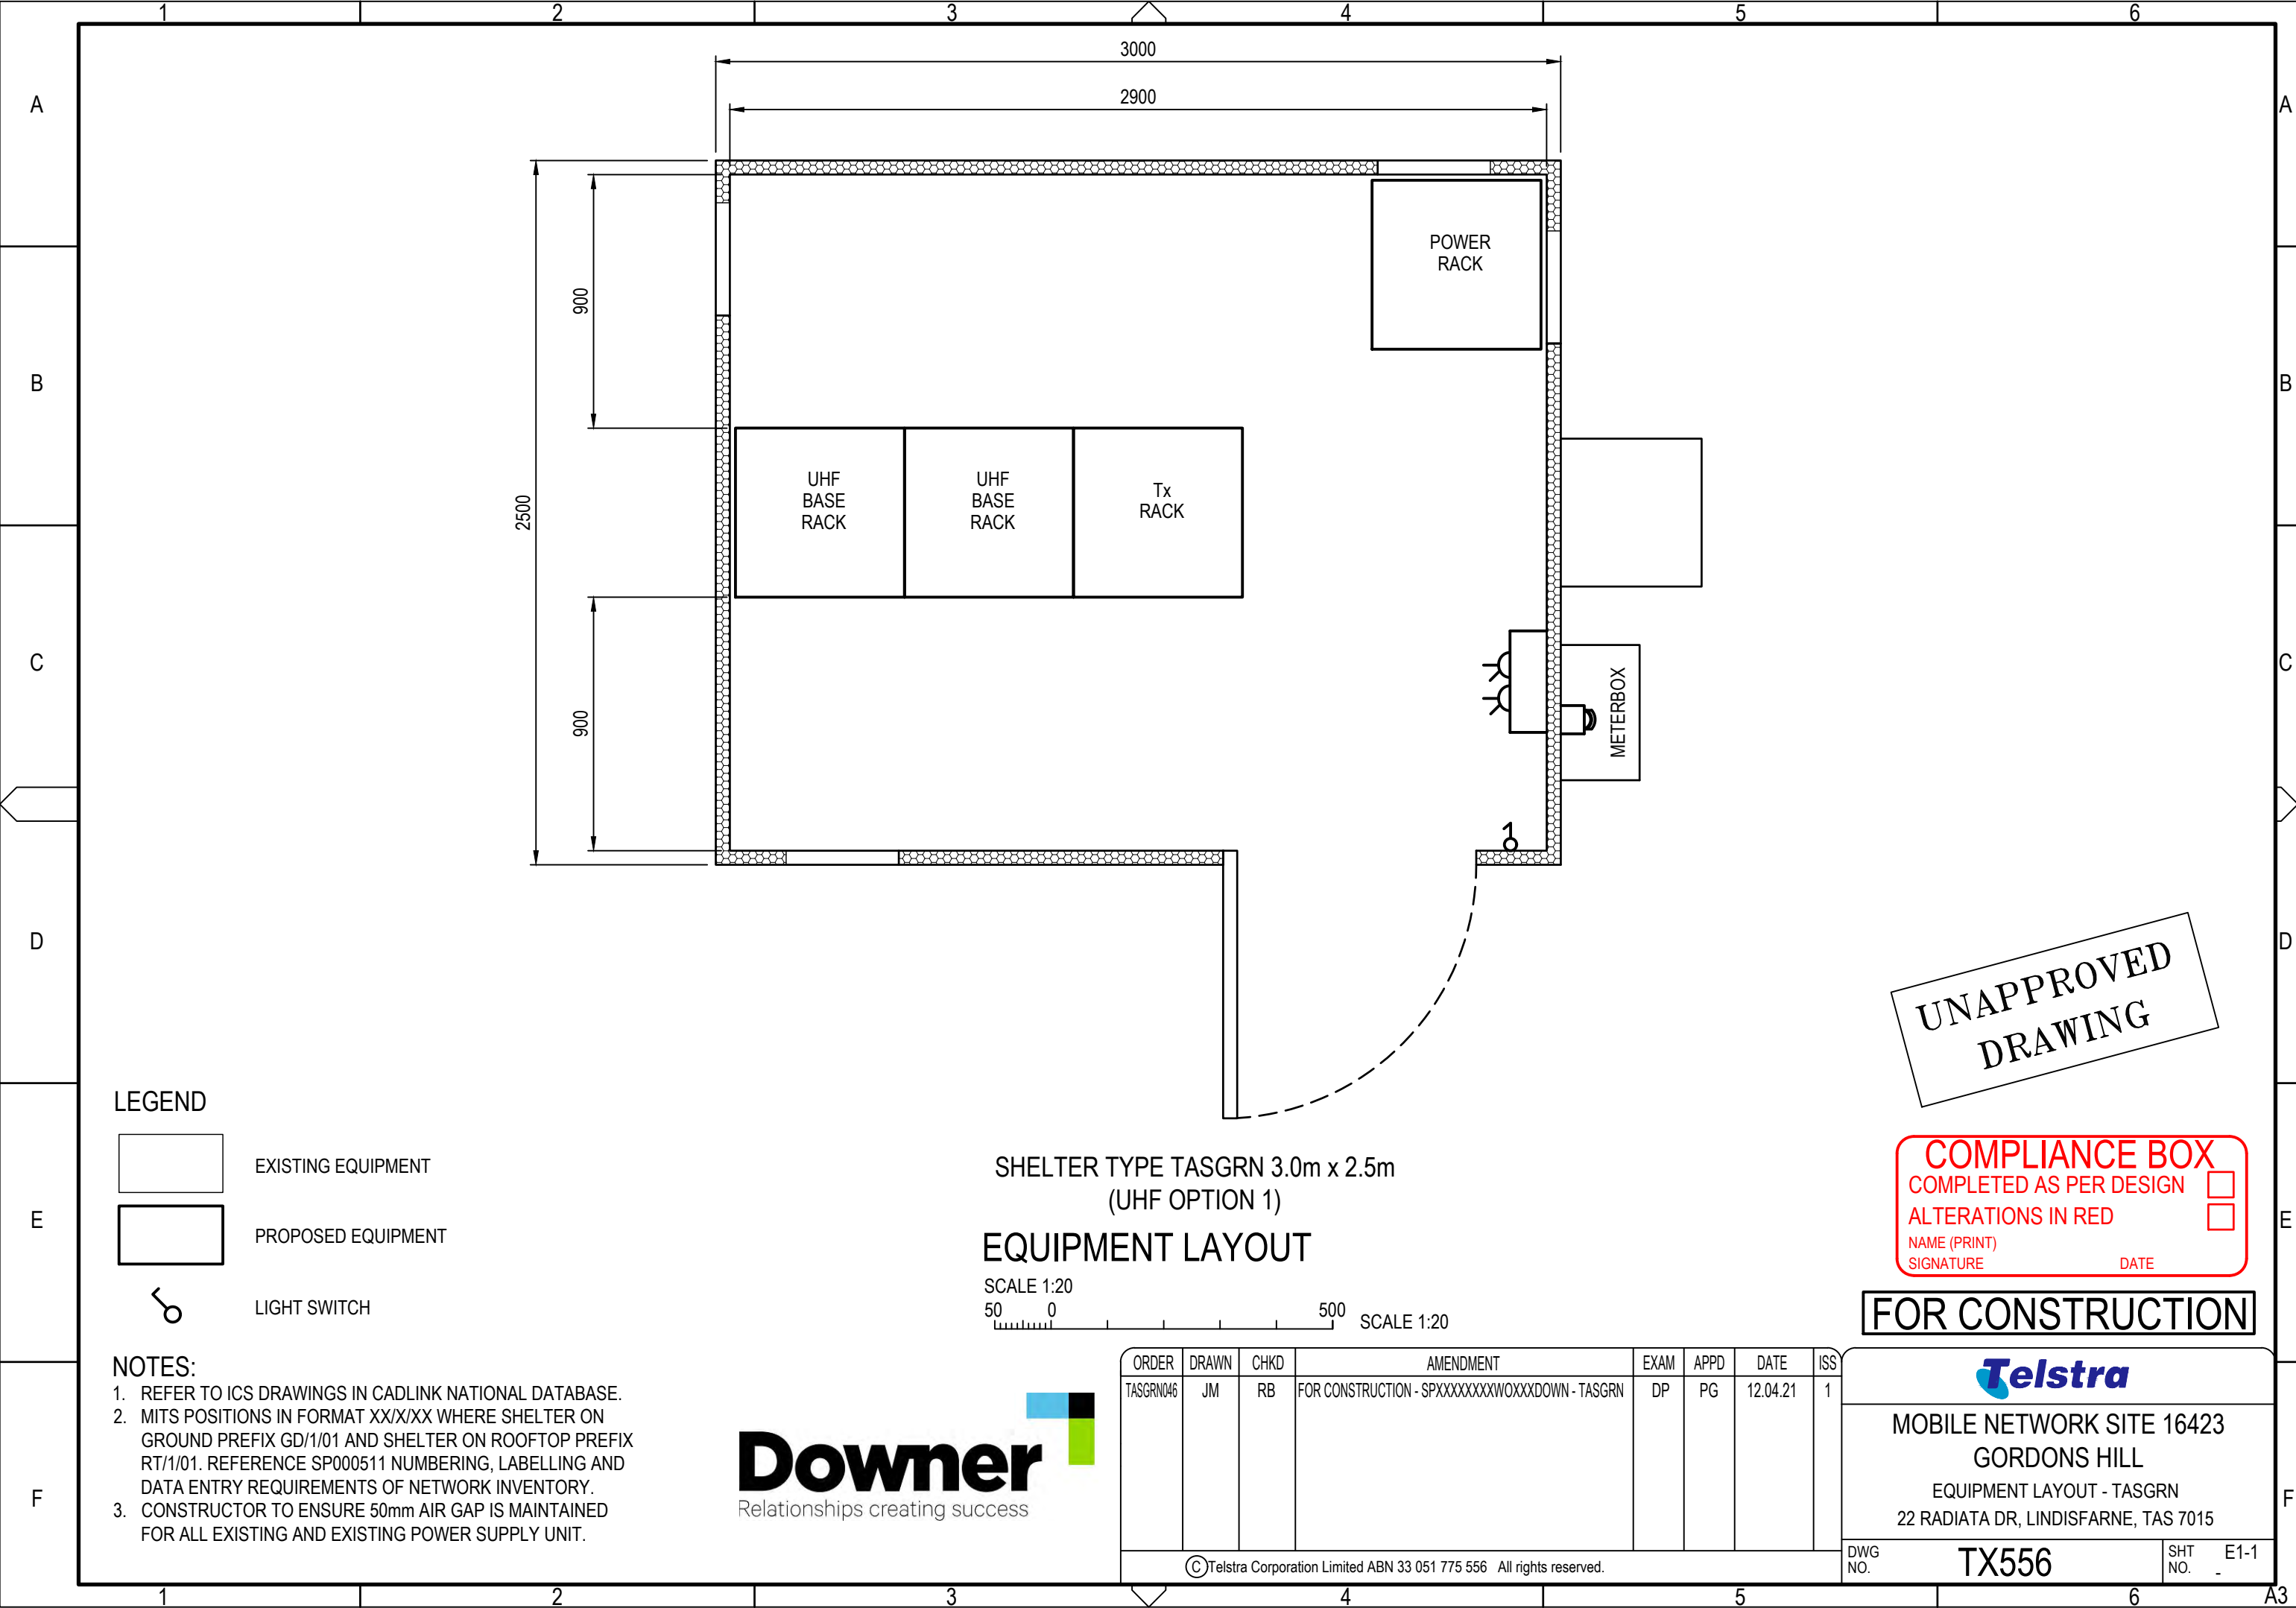 1 2 3 4 5 6
A A
B B
C C
D D
E E
F F
3000
2900
2500
900
900
POWER
RACK
UHF
BASE
RACK
UHF
BASE
RACK
Tx
RACK
METERBOX
UNAPPROVED
DRAWING
LEGEND
EXISTING EQUIPMENT
PROPOSED EQUIPMENT
LIGHT SWITCH
SHELTER TYPE TASGRN 3.0m x 2.5m
(UHF OPTION 1)
EQUIPMENT LAYOUT
SCALE 1:20
50 0 500 SCALE 1:20
COMPLIANCE BOX
COMPLETED AS PER DESIGN
ALTERATIONS IN RED
NAME (PRINT)
SIGNATURE DATE
FOR CONSTRUCTION
NOTES:
1. REFER TO ICS DRAWINGS IN CADLINK NATIONAL DATABASE.
2. MITS POSITIONS IN FORMAT XX/X/XX WHERE SHELTER ON
GROUND PREFIX GD/1/01 AND SHELTER ON ROOFTOP PREFIX
RT/1/01. REFERENCE SP000511 NUMBERING, LABELLING AND
DATA ENTRY REQUIREMENTS OF NETWORK INVENTORY.
3. CONSTRUCTOR TO ENSURE 50mm AIR GAP IS MAINTAINED
FOR ALL EXISTING AND EXISTING POWER SUPPLY UNIT.
Downer
Relationships creating success
ORDER DRAWN CHKD AMENDMENT EXAM APPD DATE ISS
TASGRN046 JM RB FOR CONSTRUCTION - SPXXXXXXXXWOXXXDOWN - TASGRN DP PG 12.04.21 1
© Telstra Corporation Limited ABN 33 051 775 556 All rights reserved.
Telstra
MOBILE NETWORK SITE 16423
GORDONS HILL
EQUIPMENT LAYOUT - TASGRN
22 RADIATA DR, LINDISFARNE, TAS 7015
DWG
NO.
TX556
SHT
NO.
E1-1
-
1 2 3 4 5 6 A3